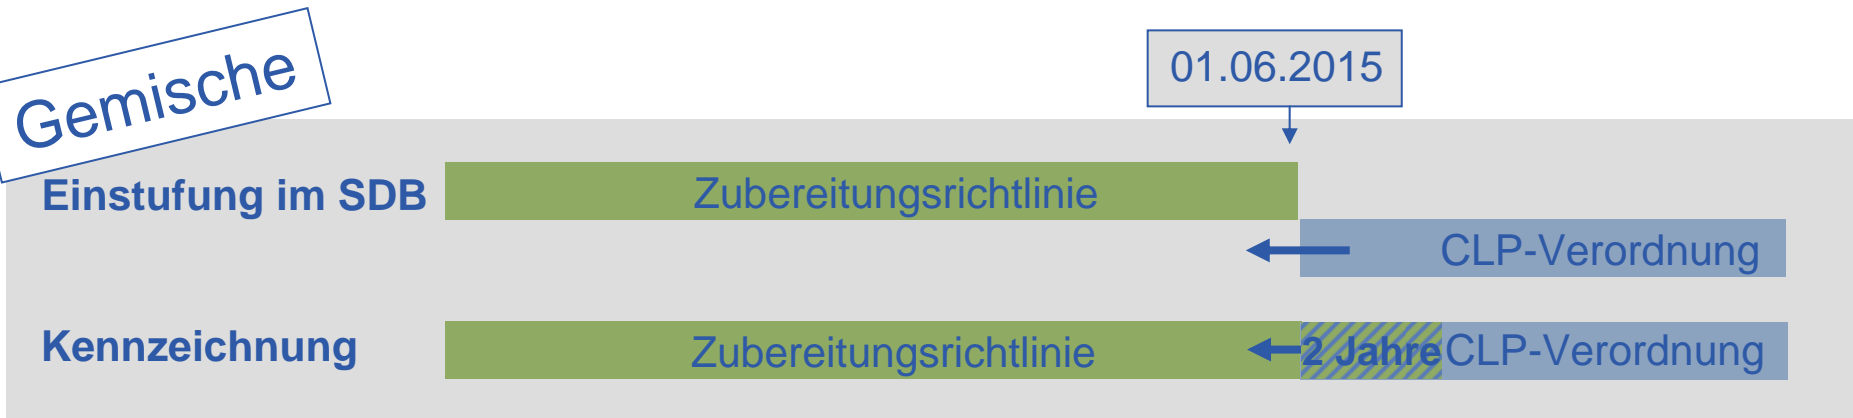 Gemische
01.06.2015
Einstufung im SDB
Zubereitungsrichtlinie
CLP-Verordnung
Kennzeichnung
Zubereitungsrichtlinie
2 Jahre
CLP-Verordnung